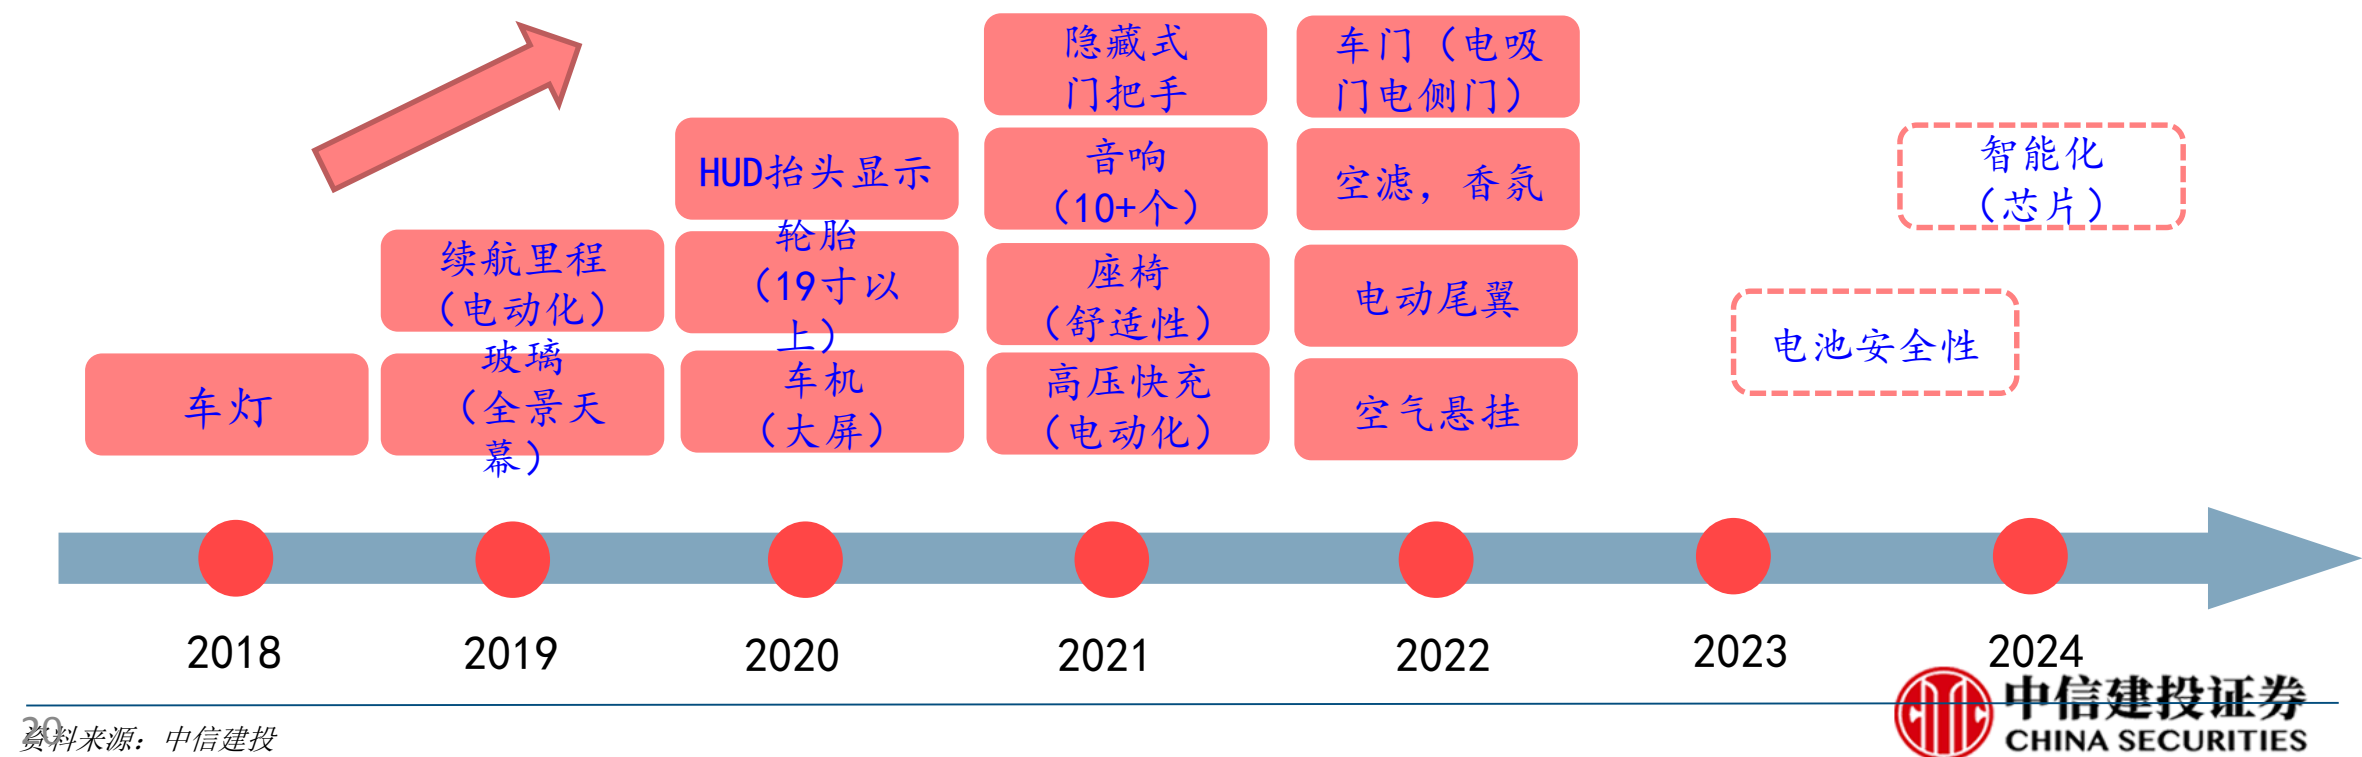 隐藏式
门把手
车门（电吸
门电侧门）
HUD抬头显示
音响
（10+个）
空滤，香氛
智能化
（芯片）
续航里程
（电动化）
轮胎
（19寸以
上）
座椅
（舒适性）
电动尾翼
电池安全性
车灯
玻璃
（全景天
幕）
车机
（大屏）
高压快充
（电动化）
空气悬挂
2018
2019
2020
2021
2022
2023
2024
中信建投证券
CHINA SECURITIES
20
资料来源：中信建投